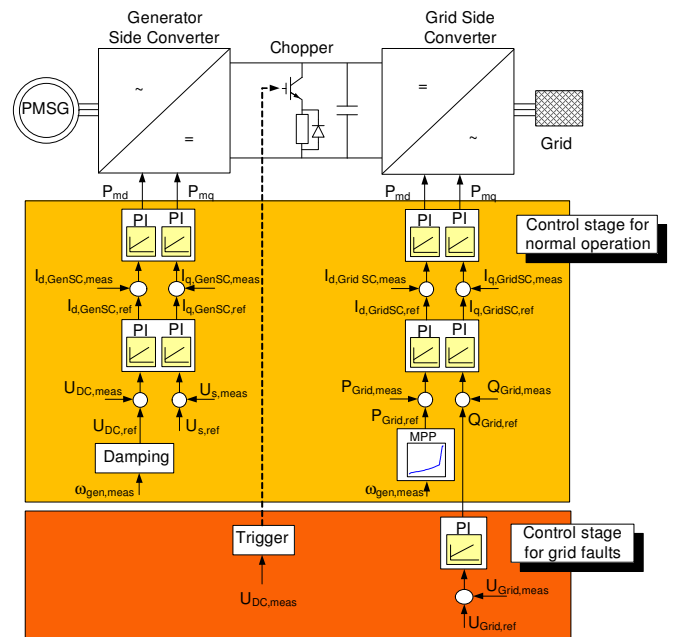 Generator
Side Converter
Chopper
Grid Side
Converter
PMSG
~
=
=
~
Grid
P_md
P_mq
P_md
P_mq
PI PI
PI PI
Control stage for
normal operation
I_d,GenSC,meas
I_q,GenSC,meas
I_d,Grid SC,meas
I_q,GridSC,meas
I_d,GenSC,ref
I_q,GenSC,ref
I_d,GridSC,ref
I_q,GridSC,ref
PI PI
PI PI
U_DC,meas
U_s,meas
P_Grid,meas
Q_Grid,meas
U_DC,ref
U_s,ref
P_Grid,ref
Q_Grid,ref
Damping
MPP
ω_gen,meas
ω_gen,meas
Trigger
PI
Control stage
for grid faults
U_DC,meas
U_Grid,meas
U_Grid,ref